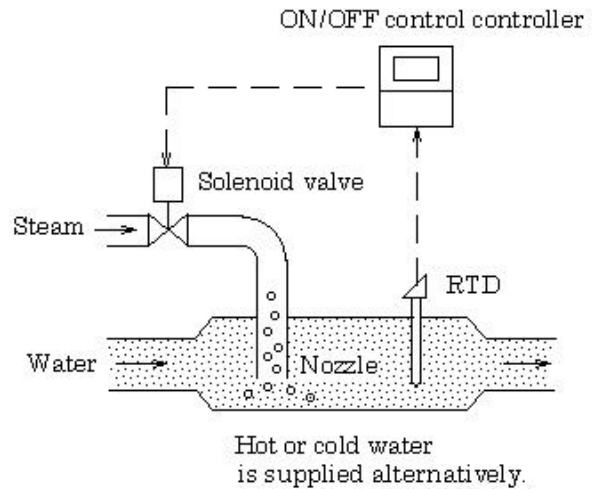 ON/OFF control controller
Solenoid valve
Steam
RTD
Water
Nozzle
Hot or cold water
is supplied alternatively.